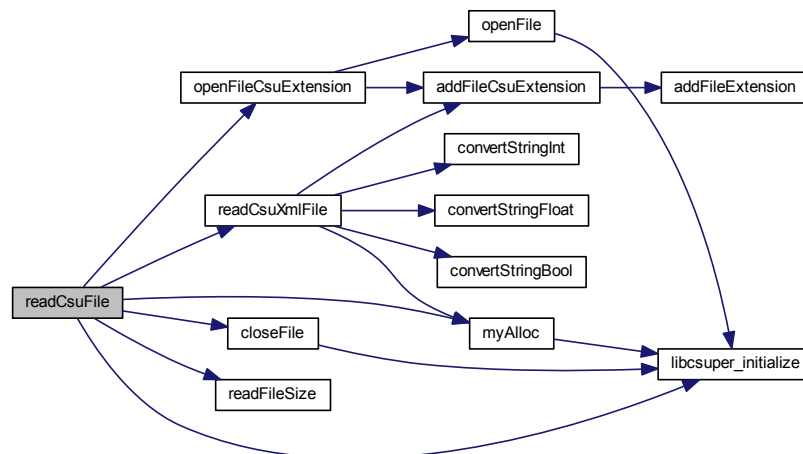 openFile
openFileCsuExtension
addFileCsuExtension
addFileExtension
convertStringInt
readCsuXmlFile
convertStringFloat
convertStringBool
readCsuFile
closeFile
myAlloc
libcsuper_initialize
readFileSize